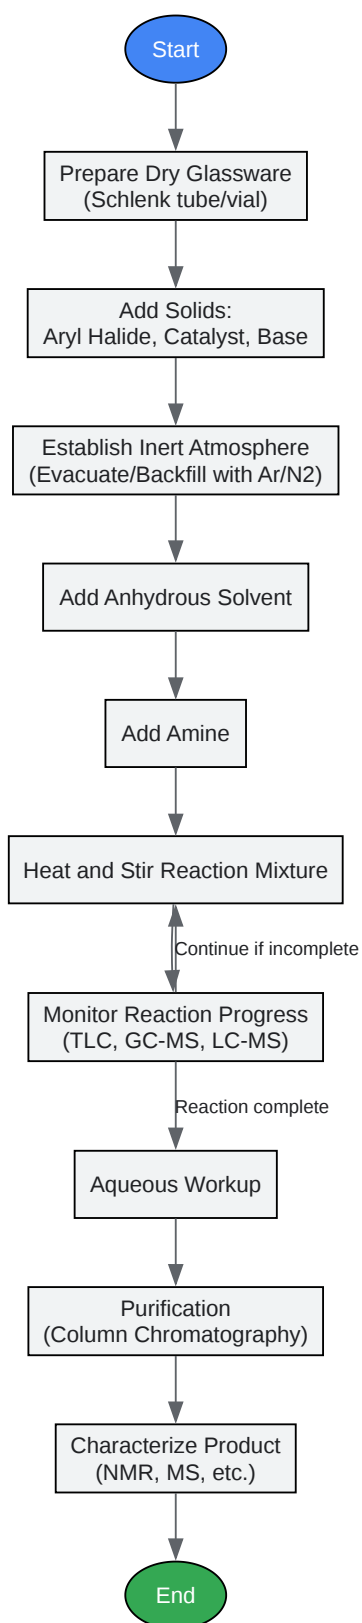 Start
Prepare Dry Glassware
(Schlenk tube/vial)
Add Solids:
Aryl Halide, Catalyst, Base
Establish Inert Atmosphere
(Evacuate/Backfill with Ar/N2)
Add Anhydrous Solvent
Add Amine
Heat and Stir Reaction Mixture
Continue if incomplete
Monitor Reaction Progress
(TLC, GC-MS, LC-MS)
Reaction complete
Aqueous Workup
Purification
(Column Chromatography)
Characterize Product
(NMR, MS, etc.)
End